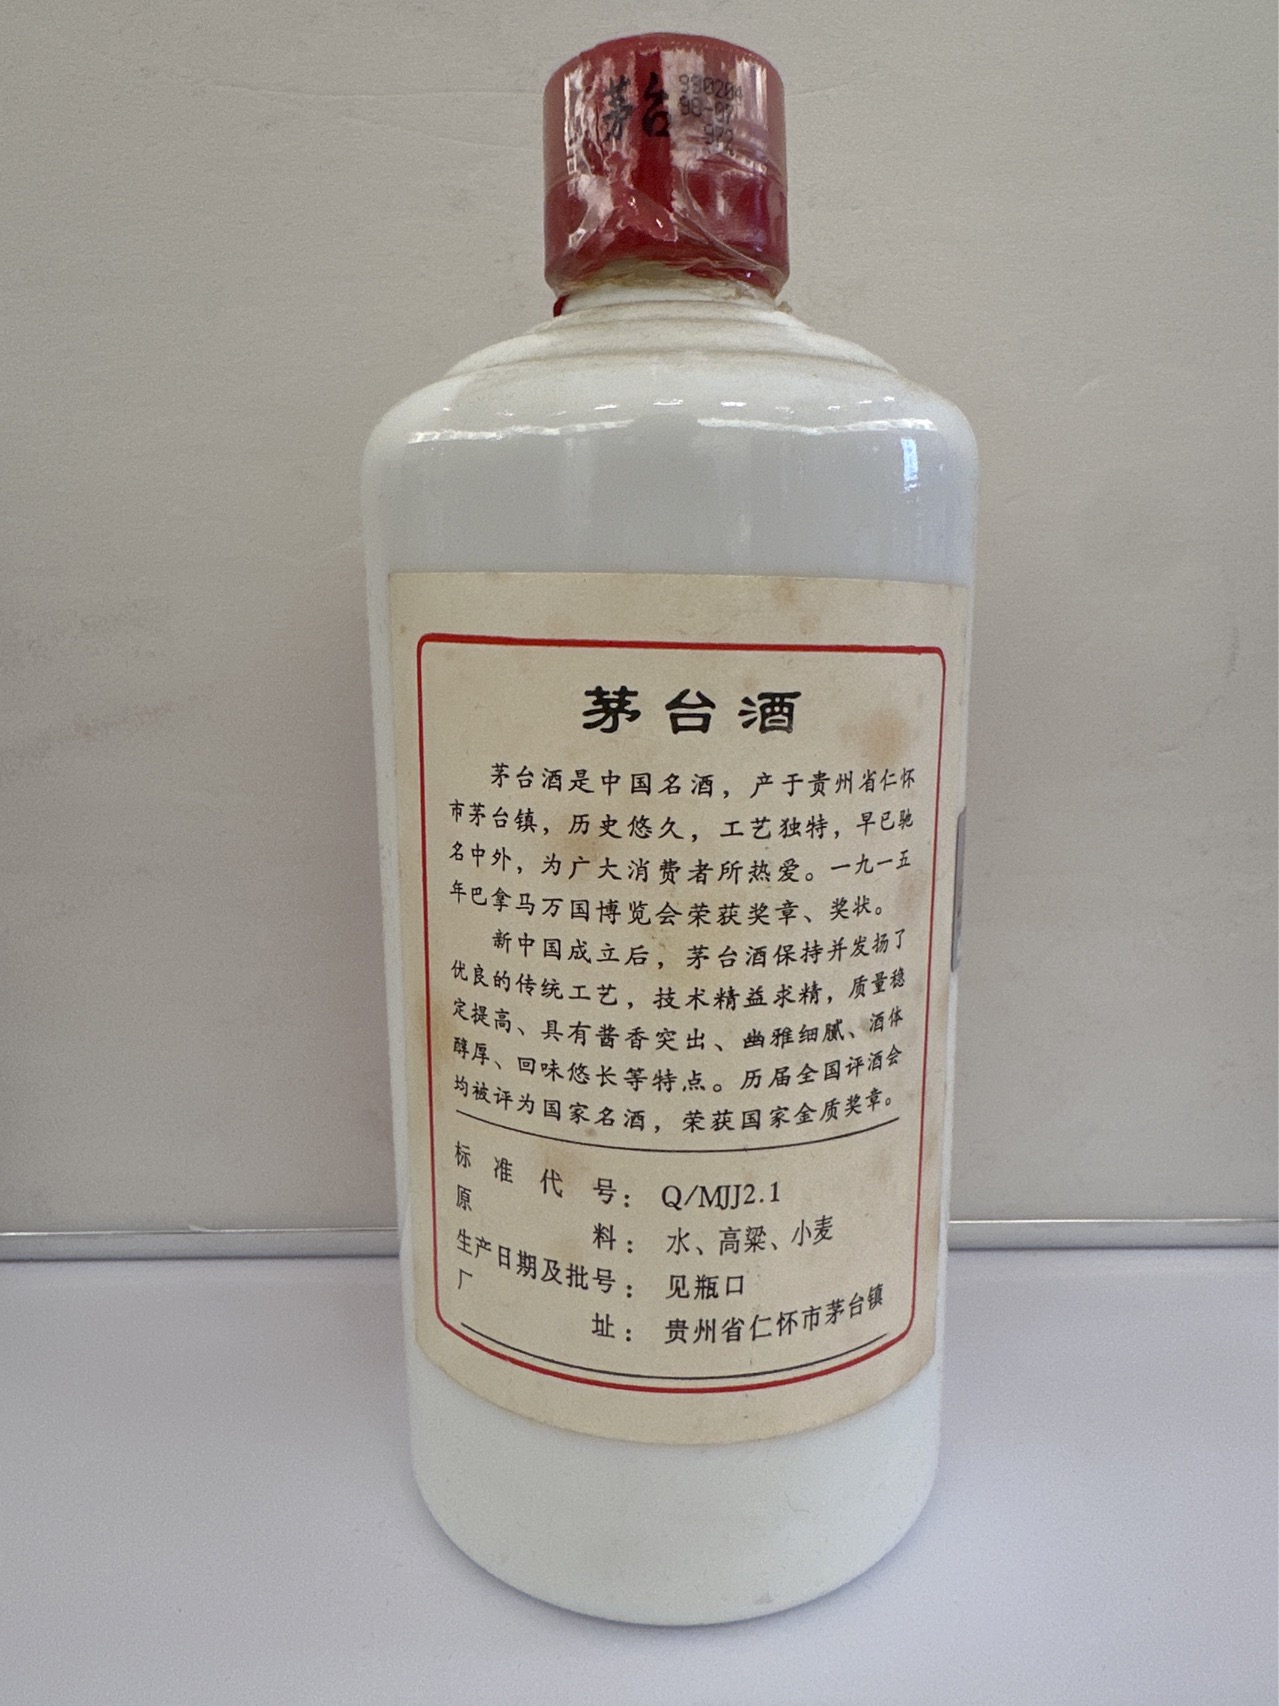 茅台
990204
98-07
972
茅台酒
茅台酒是中国名酒，产于贵州省仁怀
市茅台镇，历史悠久，工艺独特，早已驰
名中外，为广大消费者所热爱。一九一五
年巴拿马万国博览会荣获奖章、奖状。
新中国成立后，茅台酒保持并发扬了
优良的传统工艺，技术精益求精，质量稳
定提高、具有酱香突出、幽雅细腻、酒体
醇厚、回味悠长等特点。历届全国评酒会
均被评为国家名酒，荣获国家金质奖章。
标准代号：Q/MJJ2.1
原料：水、高粱、小麦
生产日期及批号：见瓶口
厂址：贵州省仁怀市茅台镇